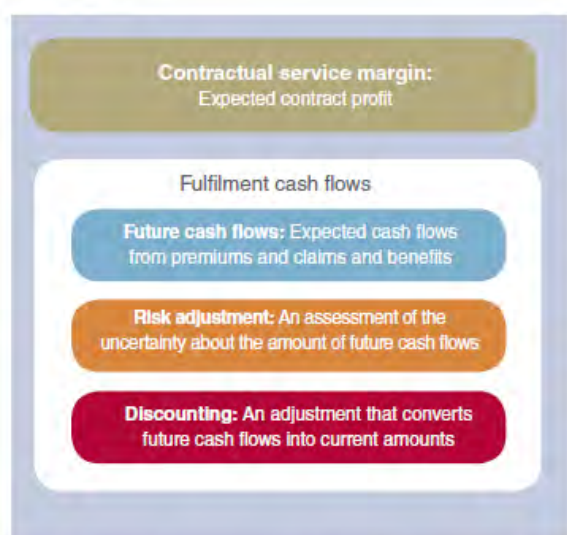 Contractual service margin:
Expected contract profit
Fulfilment cash flows
Future cash flows: Expected cash flows
from premiums and claims and benefits
Risk adjustment: An assessment of the
uncertainty about the amount of future cash flows
Discounting: An adjustment that converts
future cash flows into current amounts